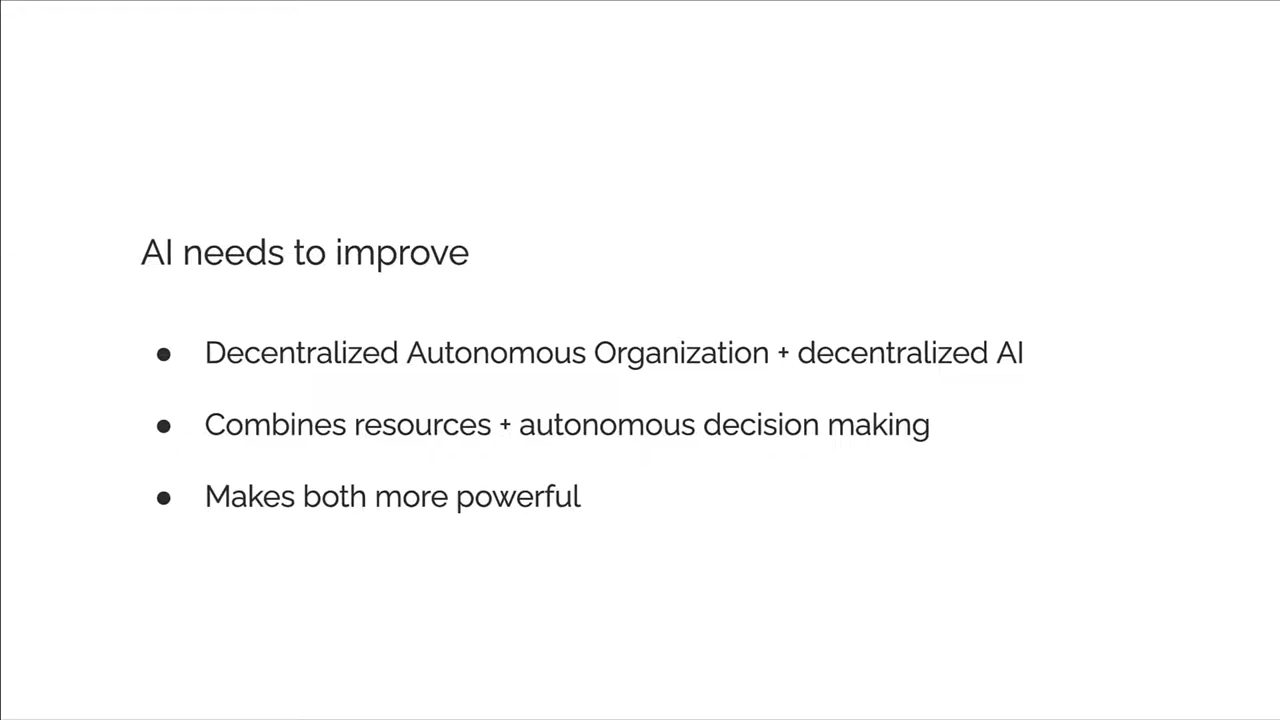 AI needs to improve
● Decentralized Autonomous Organization + decentralized AI
● Combines resources + autonomous decision making
● Makes both more powerful